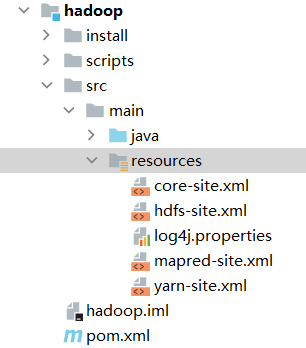 hadoop
install
scripts
src
main
java
resources
core-site.xml
hdfs-site.xml
log4j.properties
mapred-site.xml
yarn-site.xml
hadoop.iml
pom.xml